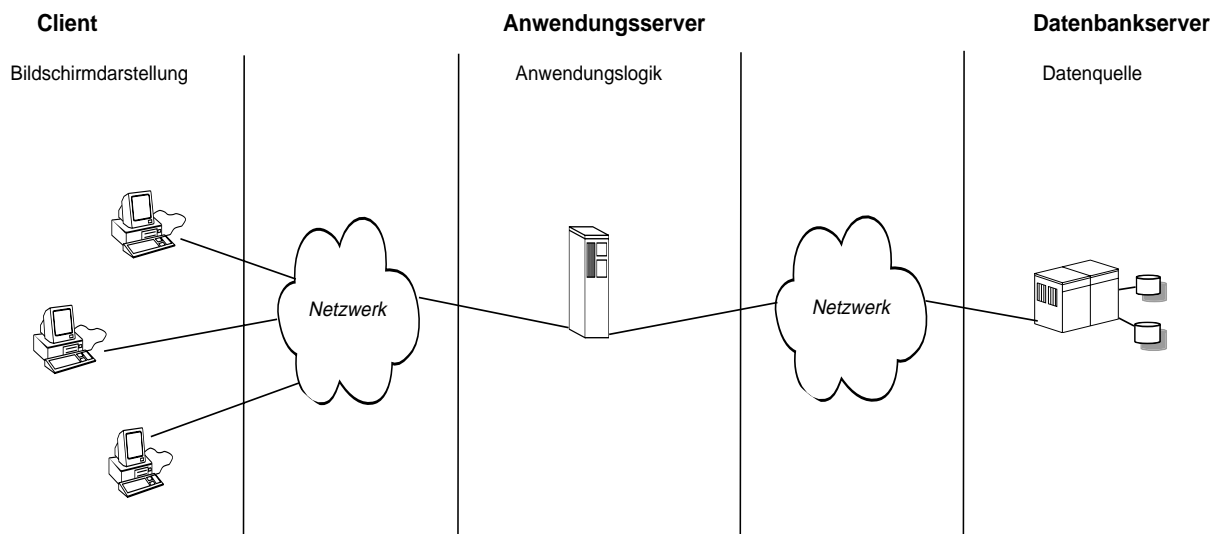 Client
Anwendungsserver
Datenbankserver
Bildschirmdarstellung
Anwendungslogik
Datenquelle
Netzwerk
Netzwerk